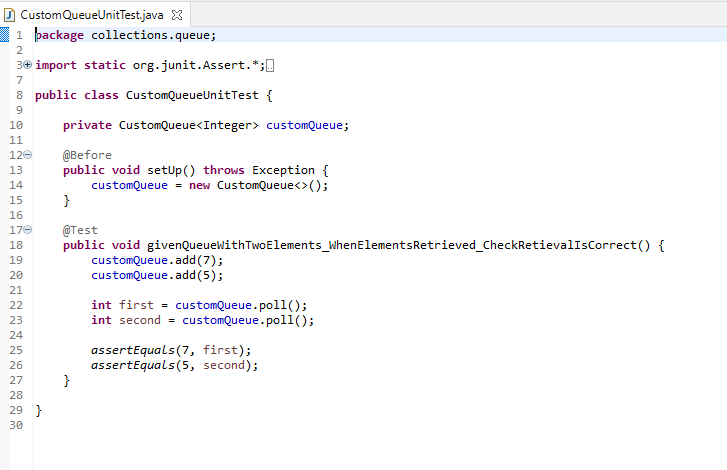 CustomQueueUnitTest.java
1 package collections.queue;
2
3 import static org.junit.Assert.*;
7
8 public class CustomQueueUnitTest {
9
10     private CustomQueue<Integer> customQueue;
11
12     @Before
13     public void setUp() throws Exception {
14         customQueue = new CustomQueue<>();
15     }
16
17     @Test
18     public void givenQueueWithTwoElements_WhenElementsRetrieved_CheckRetievalIsCorrect() {
19         customQueue.add(7);
20         customQueue.add(5);
21
22         int first = customQueue.poll();
23         int second = customQueue.poll();
24
25         assertEquals(7, first);
26         assertEquals(5, second);
27     }
28
29 }
30